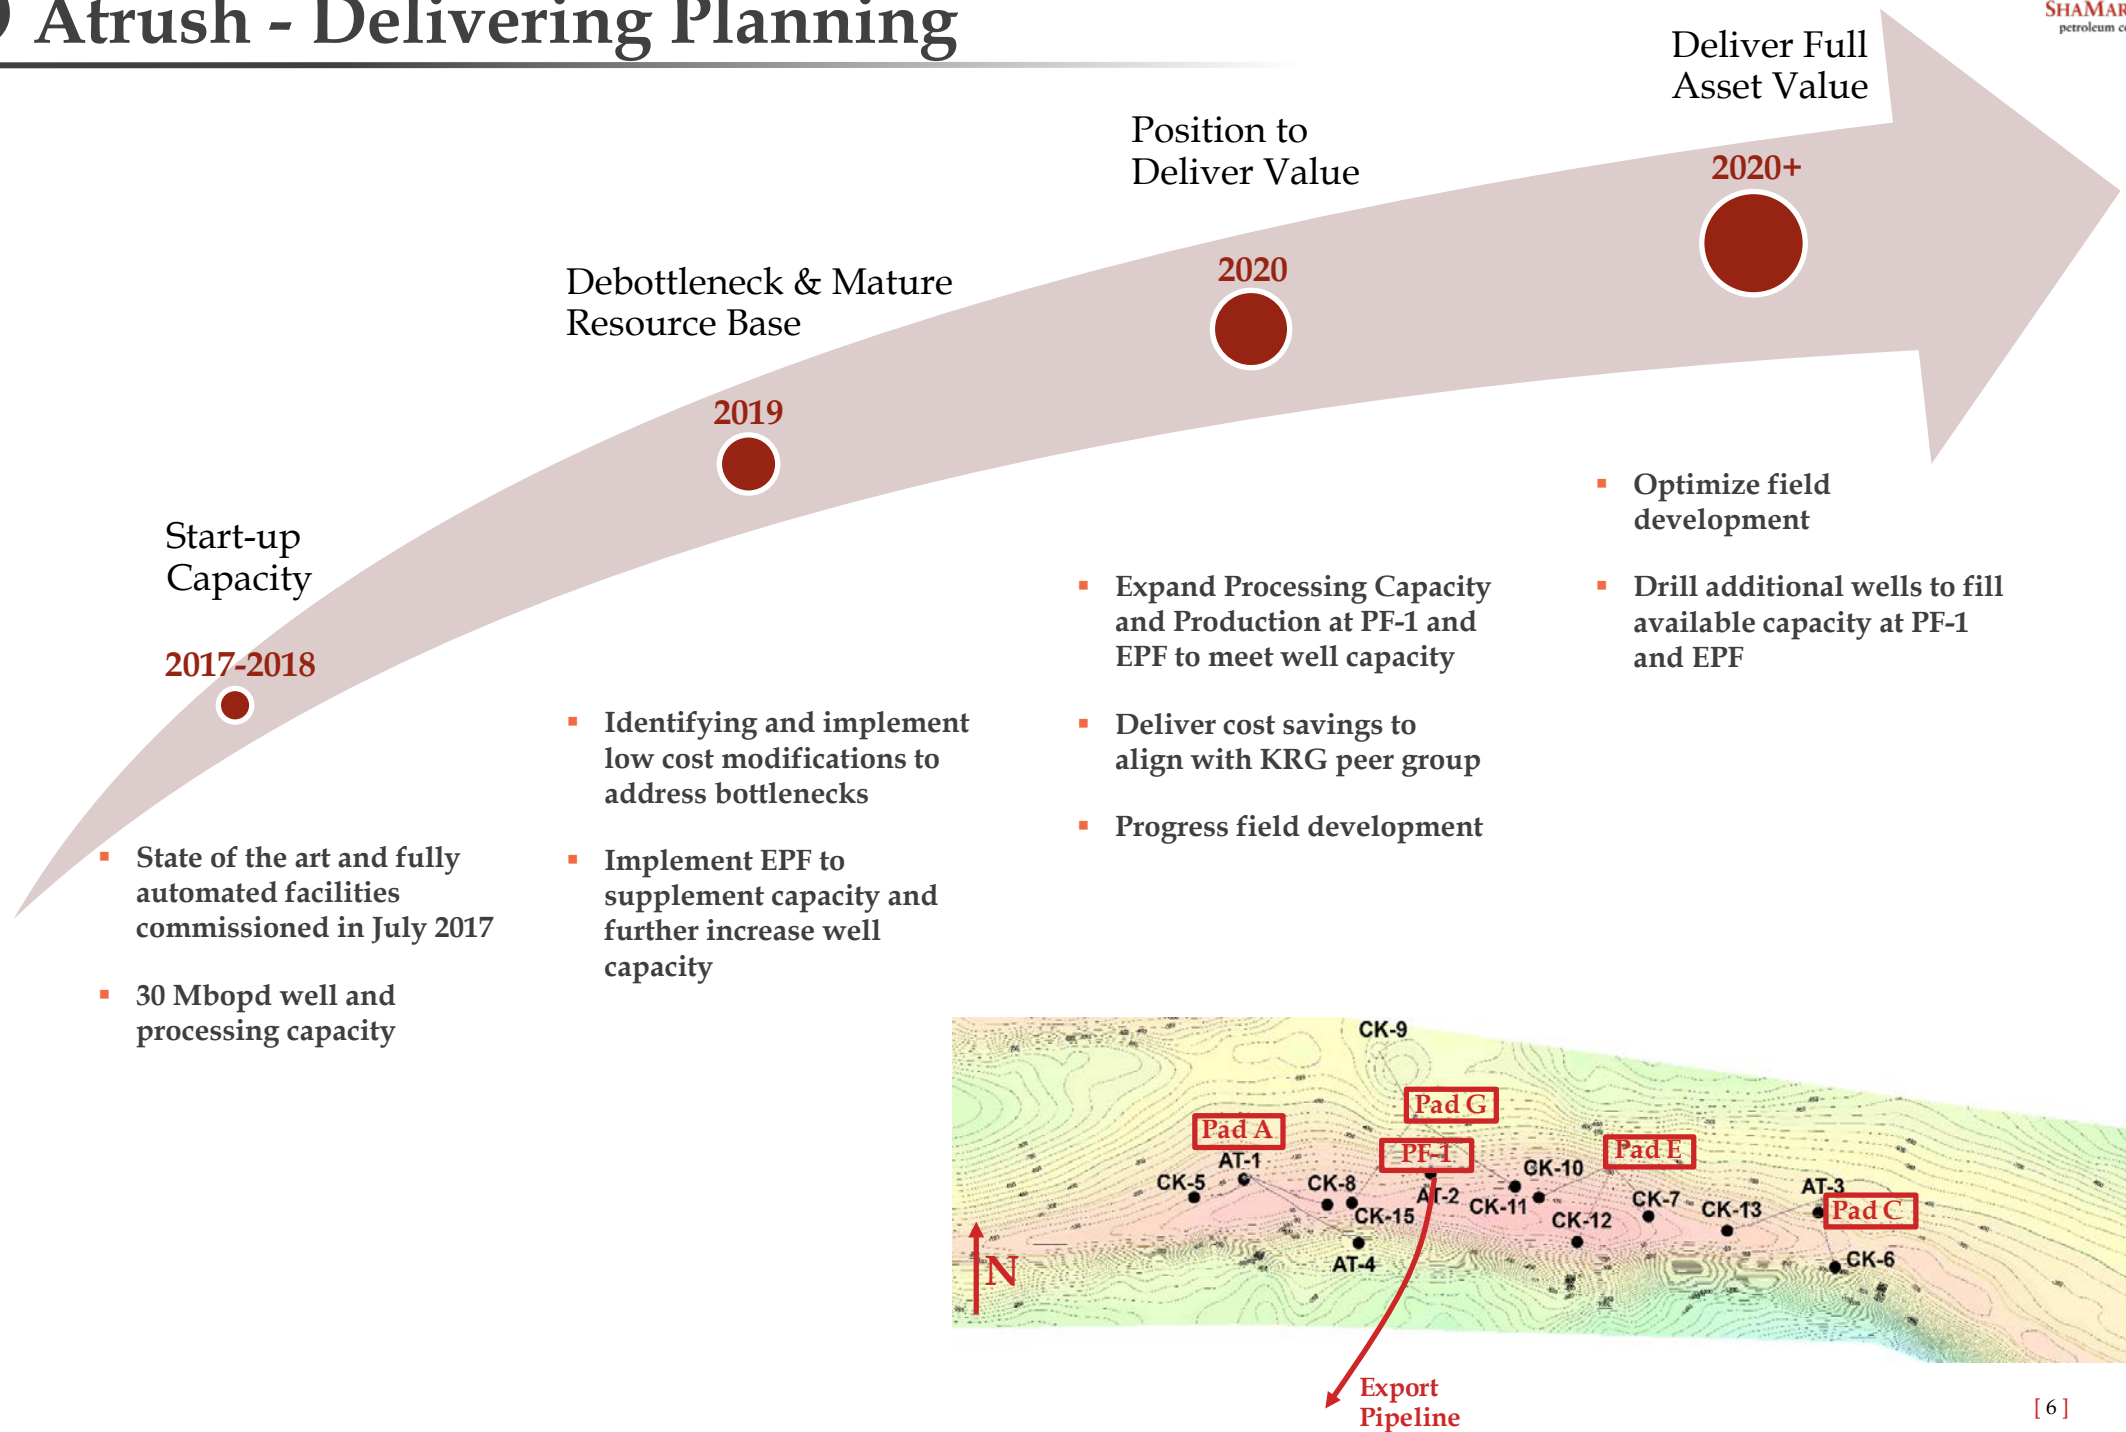 Atrush - Delivering Planning
SHAMAR
petroleum c
Deliver Full
Asset Value
2020+
Position to
Deliver Value
2020
Debottleneck & Mature
Resource Base
2019
Start-up
Capacity
2017-2018
▪ State of the art and fully
automated facilities
commissioned in July 2017
▪ 30 Mbopd well and
processing capacity
▪ Identifying and implement
low cost modifications to
address bottlenecks
▪ Implement EPF to
supplement capacity and
further increase well
capacity
▪ Expand Processing Capacity
and Production at PF-1 and
EPF to meet well capacity
▪ Deliver cost savings to
align with KRG peer group
▪ Progress field development
▪ Optimize field
development
▪ Drill additional wells to fill
available capacity at PF-1
and EPF
CK-9
Pad G
Pad A
PF-1
Pad E
AT-1
CK-5
CK-8
CK-15
AT-2
AT-4
CK-10
CK-11
CK-12
CK-7
CK-13
AT-3
Pad C
CK-6
N
Export
Pipeline
[ 6 ]